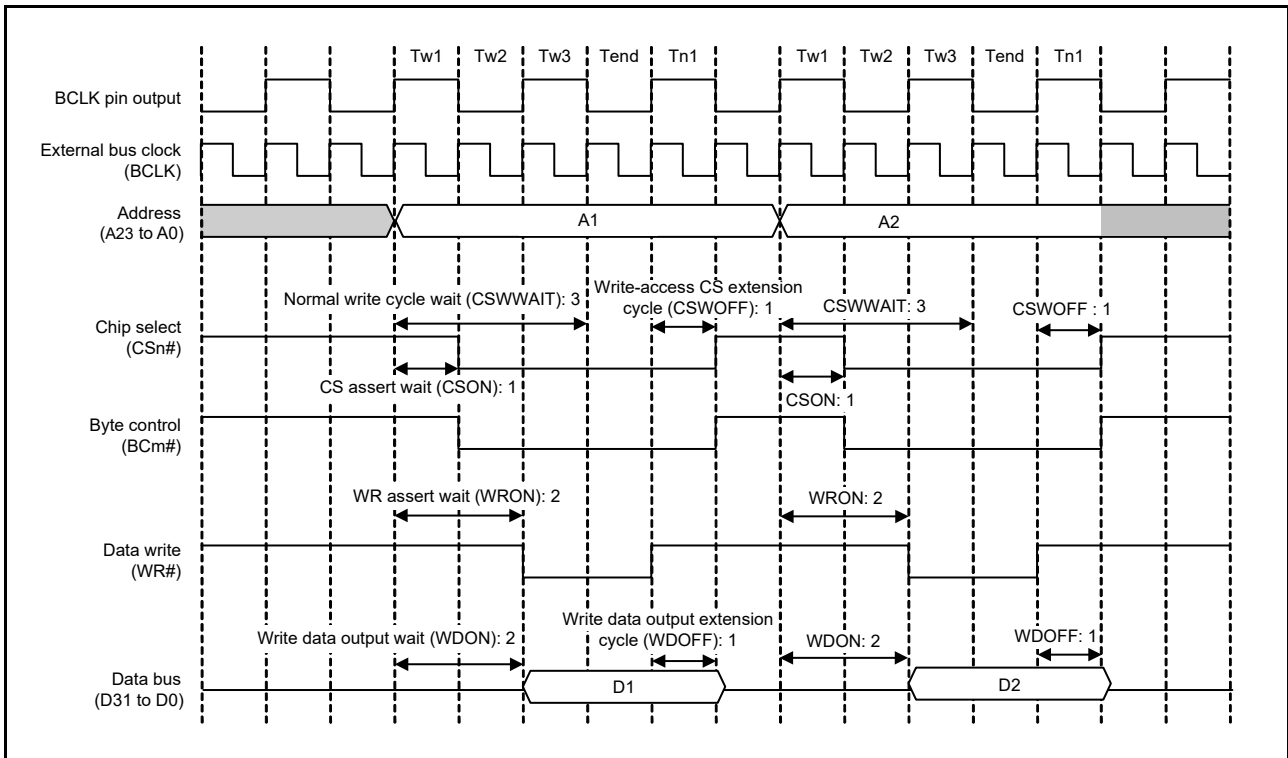 Tw1 Tw2 Tw3 Tend Tn1 Tw1 Tw2 Tw3 Tend Tn1
BCLK pin output
External bus clock
(BCLK)
Address
(A23 to A0)
A1 A2
Normal write cycle wait (CSWWAIT): 3
Write-access CS extension
cycle (CSWOFF): 1
CSWWAIT: 3
CSWOFF : 1
Chip select
(CSn#)
CS assert wait (CSON): 1
CSON: 1
Byte control
(BCm#)
WR assert wait (WRON): 2
WRON: 2
Data write
(WR#)
Write data output wait (WDON): 2
Write data output extension
cycle (WDOFF): 1
WDON: 2
WDOFF: 1
Data bus
(D31 to D0)
D1 D2